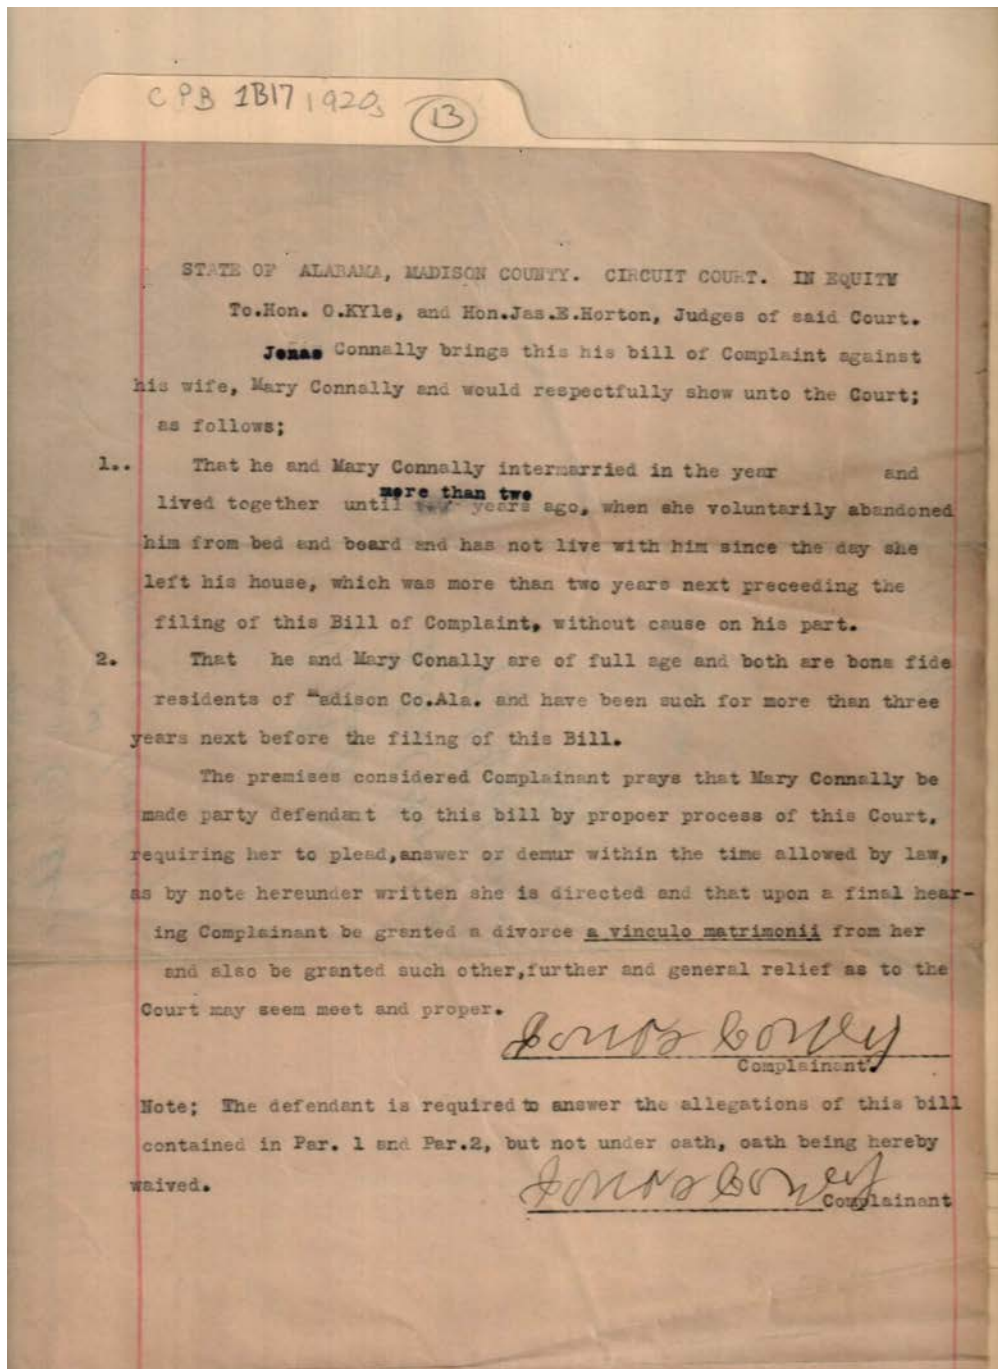 CPB 1B17 1920s 13
STATE OF ALABAMA, MADISON COUNTY. CIRCUIT COURT. IN EQUITY
To.Hon. O.KYle, and Hon.Jas.E.Horton, Judges of said Court.
Jonas Connally brings this his bill of Complaint against
his wife, Mary Connally and would respectfully show unto the Court;
as follows;
1.. That he and Mary Connally intermarried in the year and
more than two
lived together until years ago, when she voluntarily abandoned
him from bed and board and has not live with him since the day she
left his house, which was more than two years next preceeding the
filing of this Bill of Complaint, without cause on his part.
2. That he and Mary Conally are of full age and both are bona fide
residents of Madison Co.Ala. and have been such for more than three
years next before the filing of this Bill.
The premises considered Complainant prays that Mary Connally be
made party defendant to this bill by propoer process of this Court,
requiring her to plead,answer or demur within the time allowed by law,
as by note hereunder written she is directed and that upon a final hear-
ing Complainant be granted a divorce a vinculo matrimonii from her
and also be granted such other,further and general relief as to the
Court may seem meet and proper.
Jonas Conley
Complainant.
Note; The defendant is required to answer the allegations of this bill
contained in Par. 1 and Par.2, but not under oath, oath being hereby
waived.
Jonas Conley
Complainant